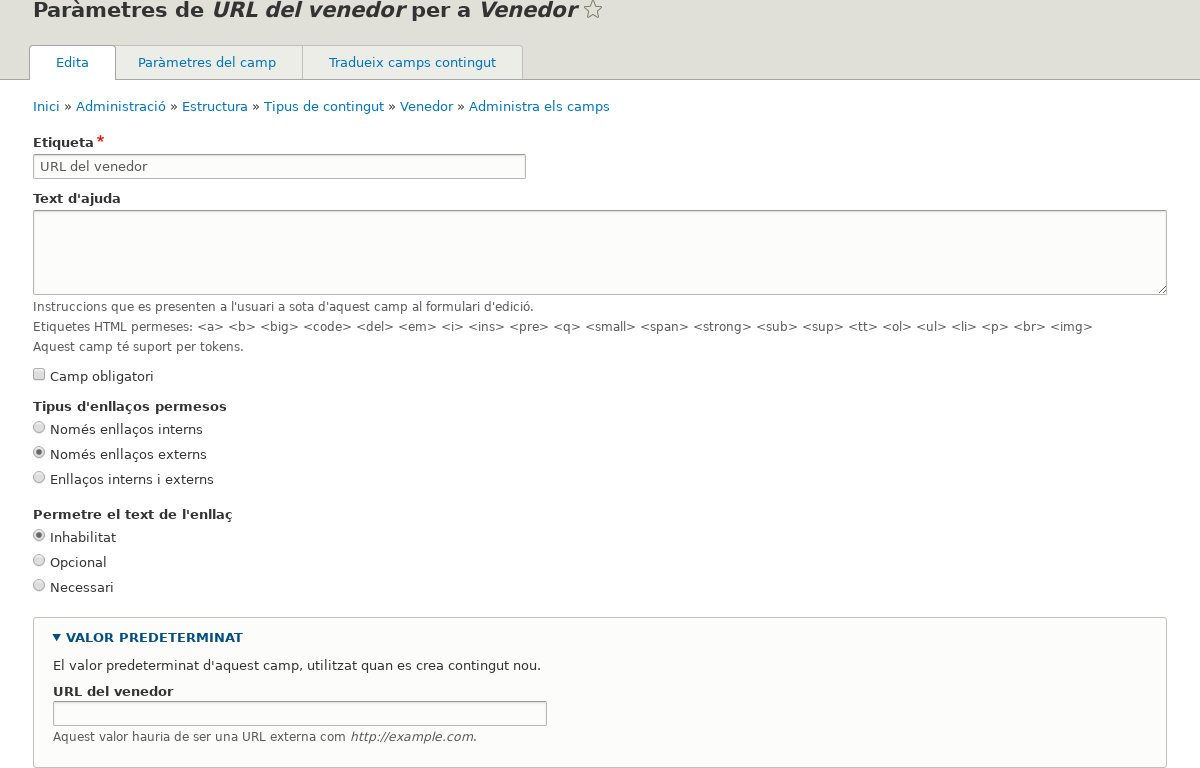 Paràmetres de URL del venedor per a Venedor
Edita
Paràmetres del camp
Tradueix camps contingut
Inici » Administració » Estructura » Tipus de contingut » Venedor » Administra els camps
Etiqueta*
URL del venedor
Text d'ajuda
Instruccions que es presenten a l'usuari a sota d'aquest camp al formulari d'edició.
Etiquetes HTML permeses: <a> <b> <big> <code> <del> <em> <i> <ins> <pre> <q> <small> <span> <strong> <sub> <sup> <tt> <ol> <ul> <li> <p> <br> <img>
Aquest camp té suport per tokens.
Camp obligatori
Tipus d'enllaços permesos
Només enllaços interns
Només enllaços externs
Enllaços interns i externs
Permetre el text de l'enllaç
Inhabilitat
Opcional
Necessari
VALOR PREDETERMINAT
El valor predeterminat d'aquest camp, utilitzat quan es crea contingut nou.
URL del venedor
Aquest valor hauria de ser una URL externa com http://example.com.